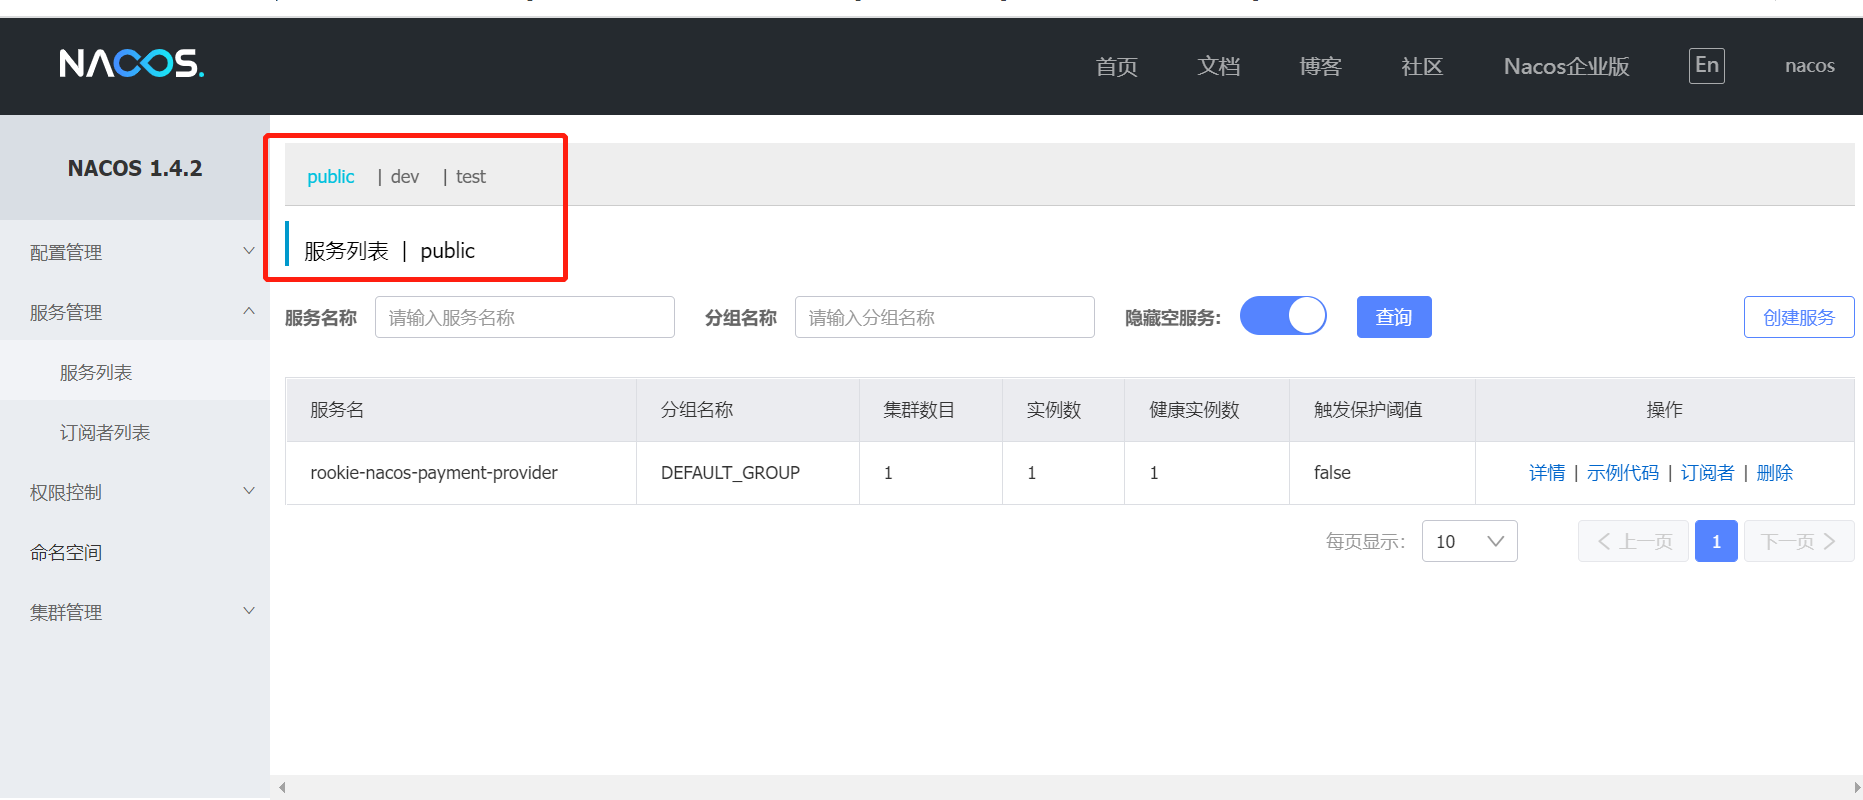 NACOS.
首页 文档 博客 社区 Nacos企业版 En nacos
NACOS 1.4.2
public | dev | test
服务列表 | public
配置管理
服务管理
服务列表
订阅者列表
权限控制
命名空间
集群管理
服务名称 请输入服务名称 分组名称 请输入分组名称 隐藏空服务: 查询 创建服务
服务名 分组名称 集群数目 实例数 健康实例数 触发保护阈值 操作
rookie-nacos-payment-provider DEFAULT_GROUP 1 1 1 false 详情 | 示例代码 | 订阅者 | 删除
每页显示: 10 上一页 1 下一页